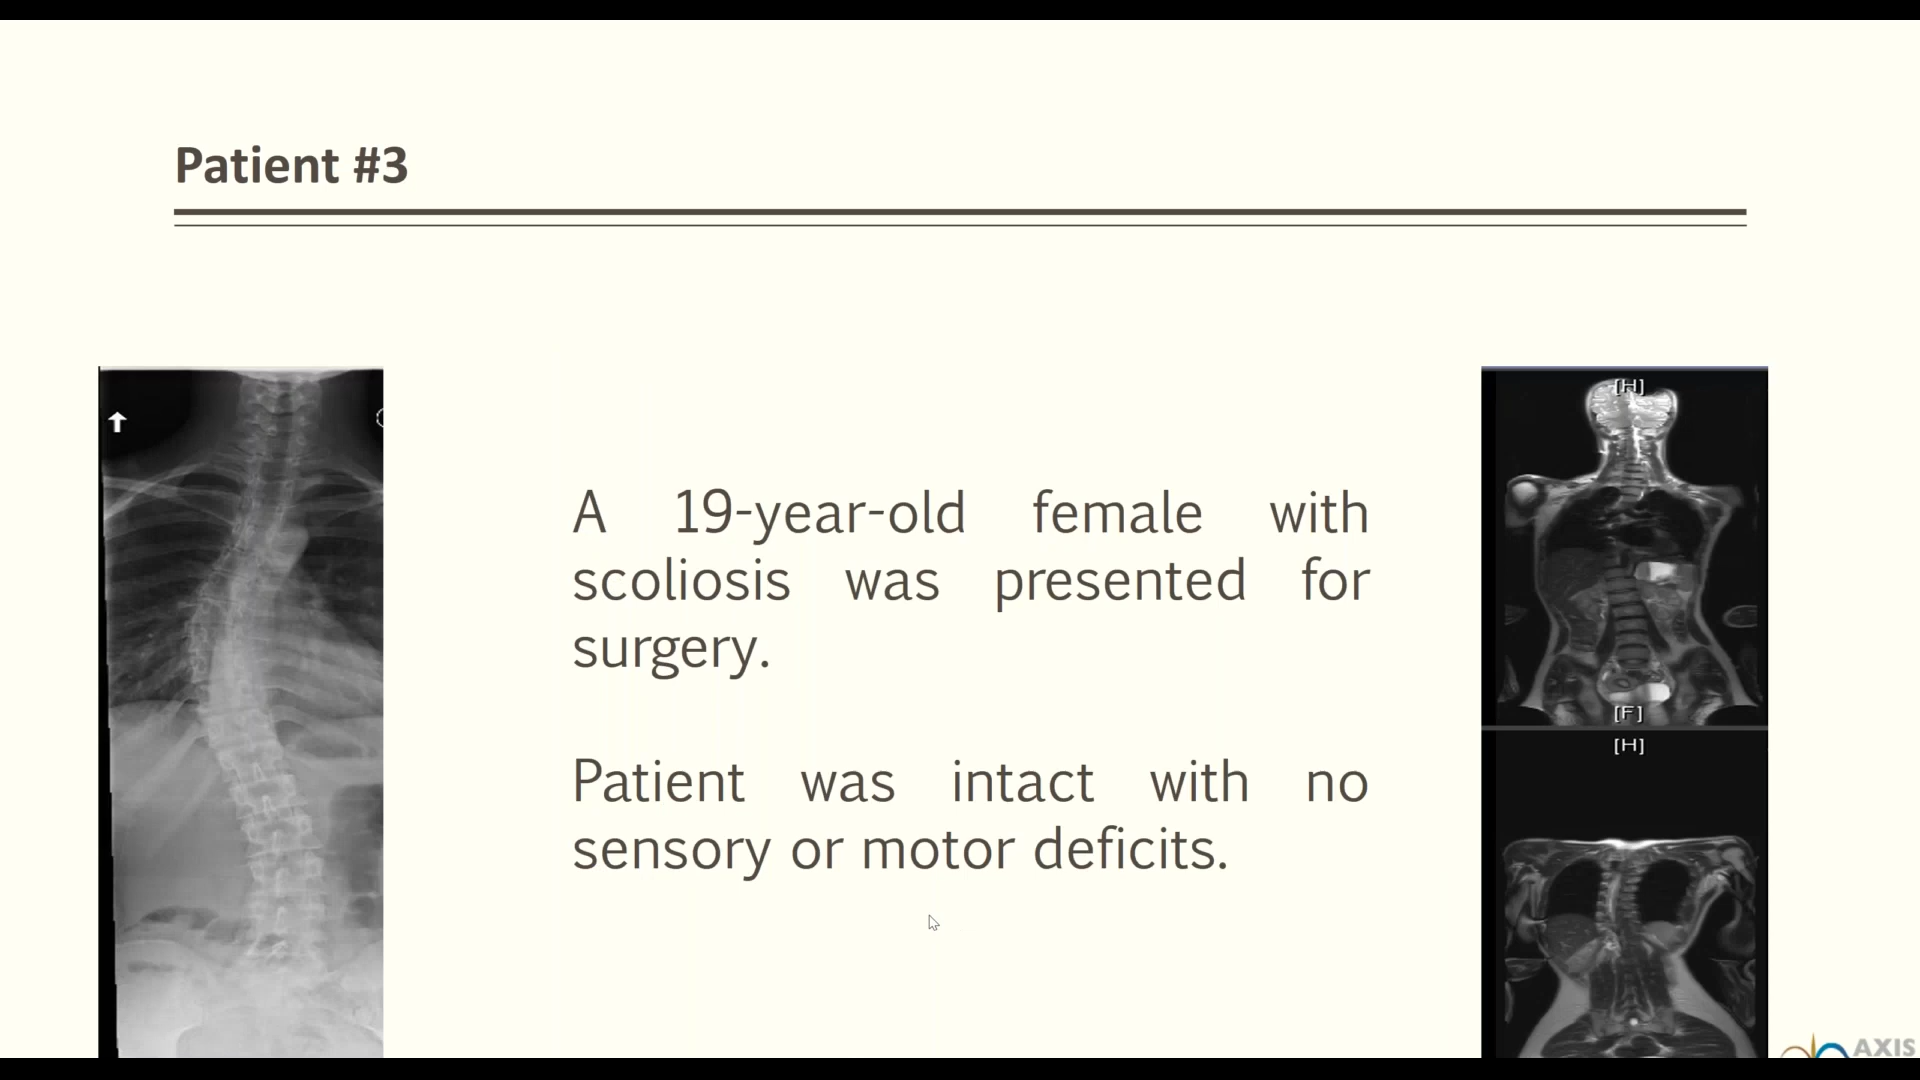 Patient #3
A 19-year-old female with
scoliosis was presented for
surgery.
Patient was intact with no
sensory or motor deficits.
[H]
[F]
[H]
AXIS